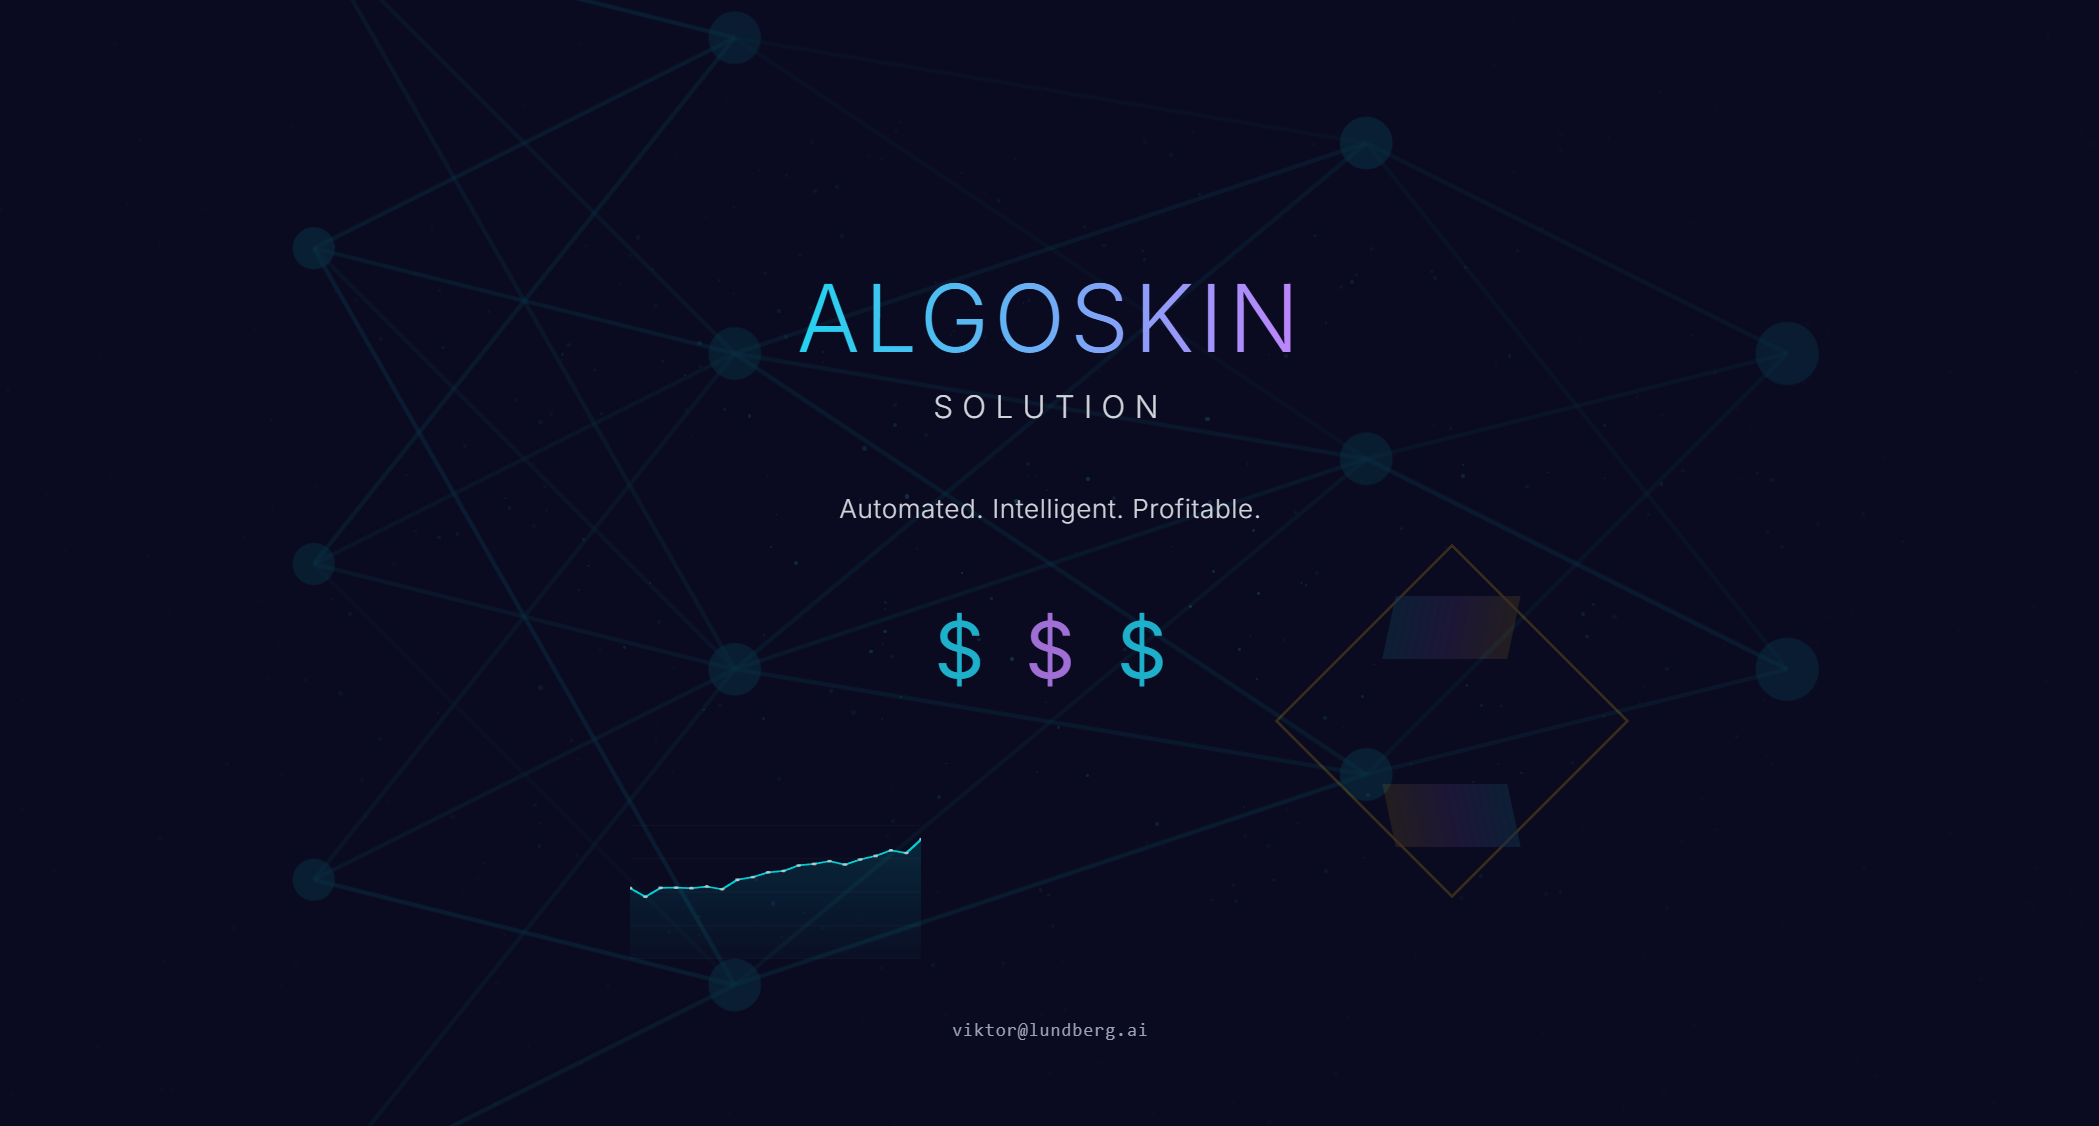 ALGOSKIN
SOLUTION
Automated. Intelligent. Profitable.
$ $ $
viktor@lundberg.ai